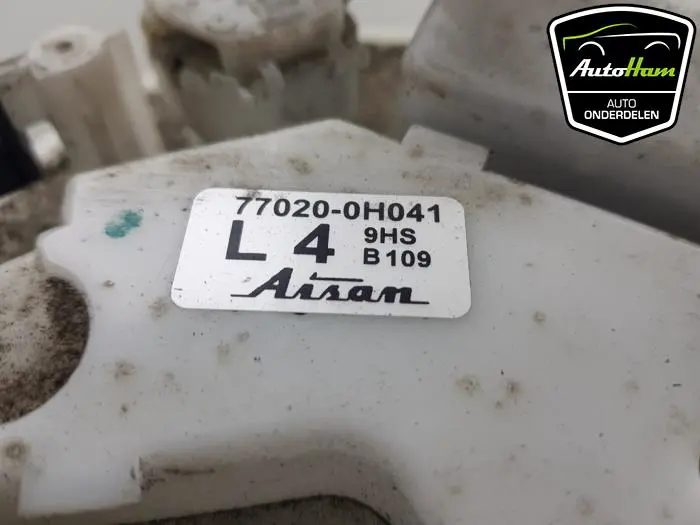 AutoHam
AUTO
ONDERDELEN
77020-0H041
L 4 9HS
B109
Aisan